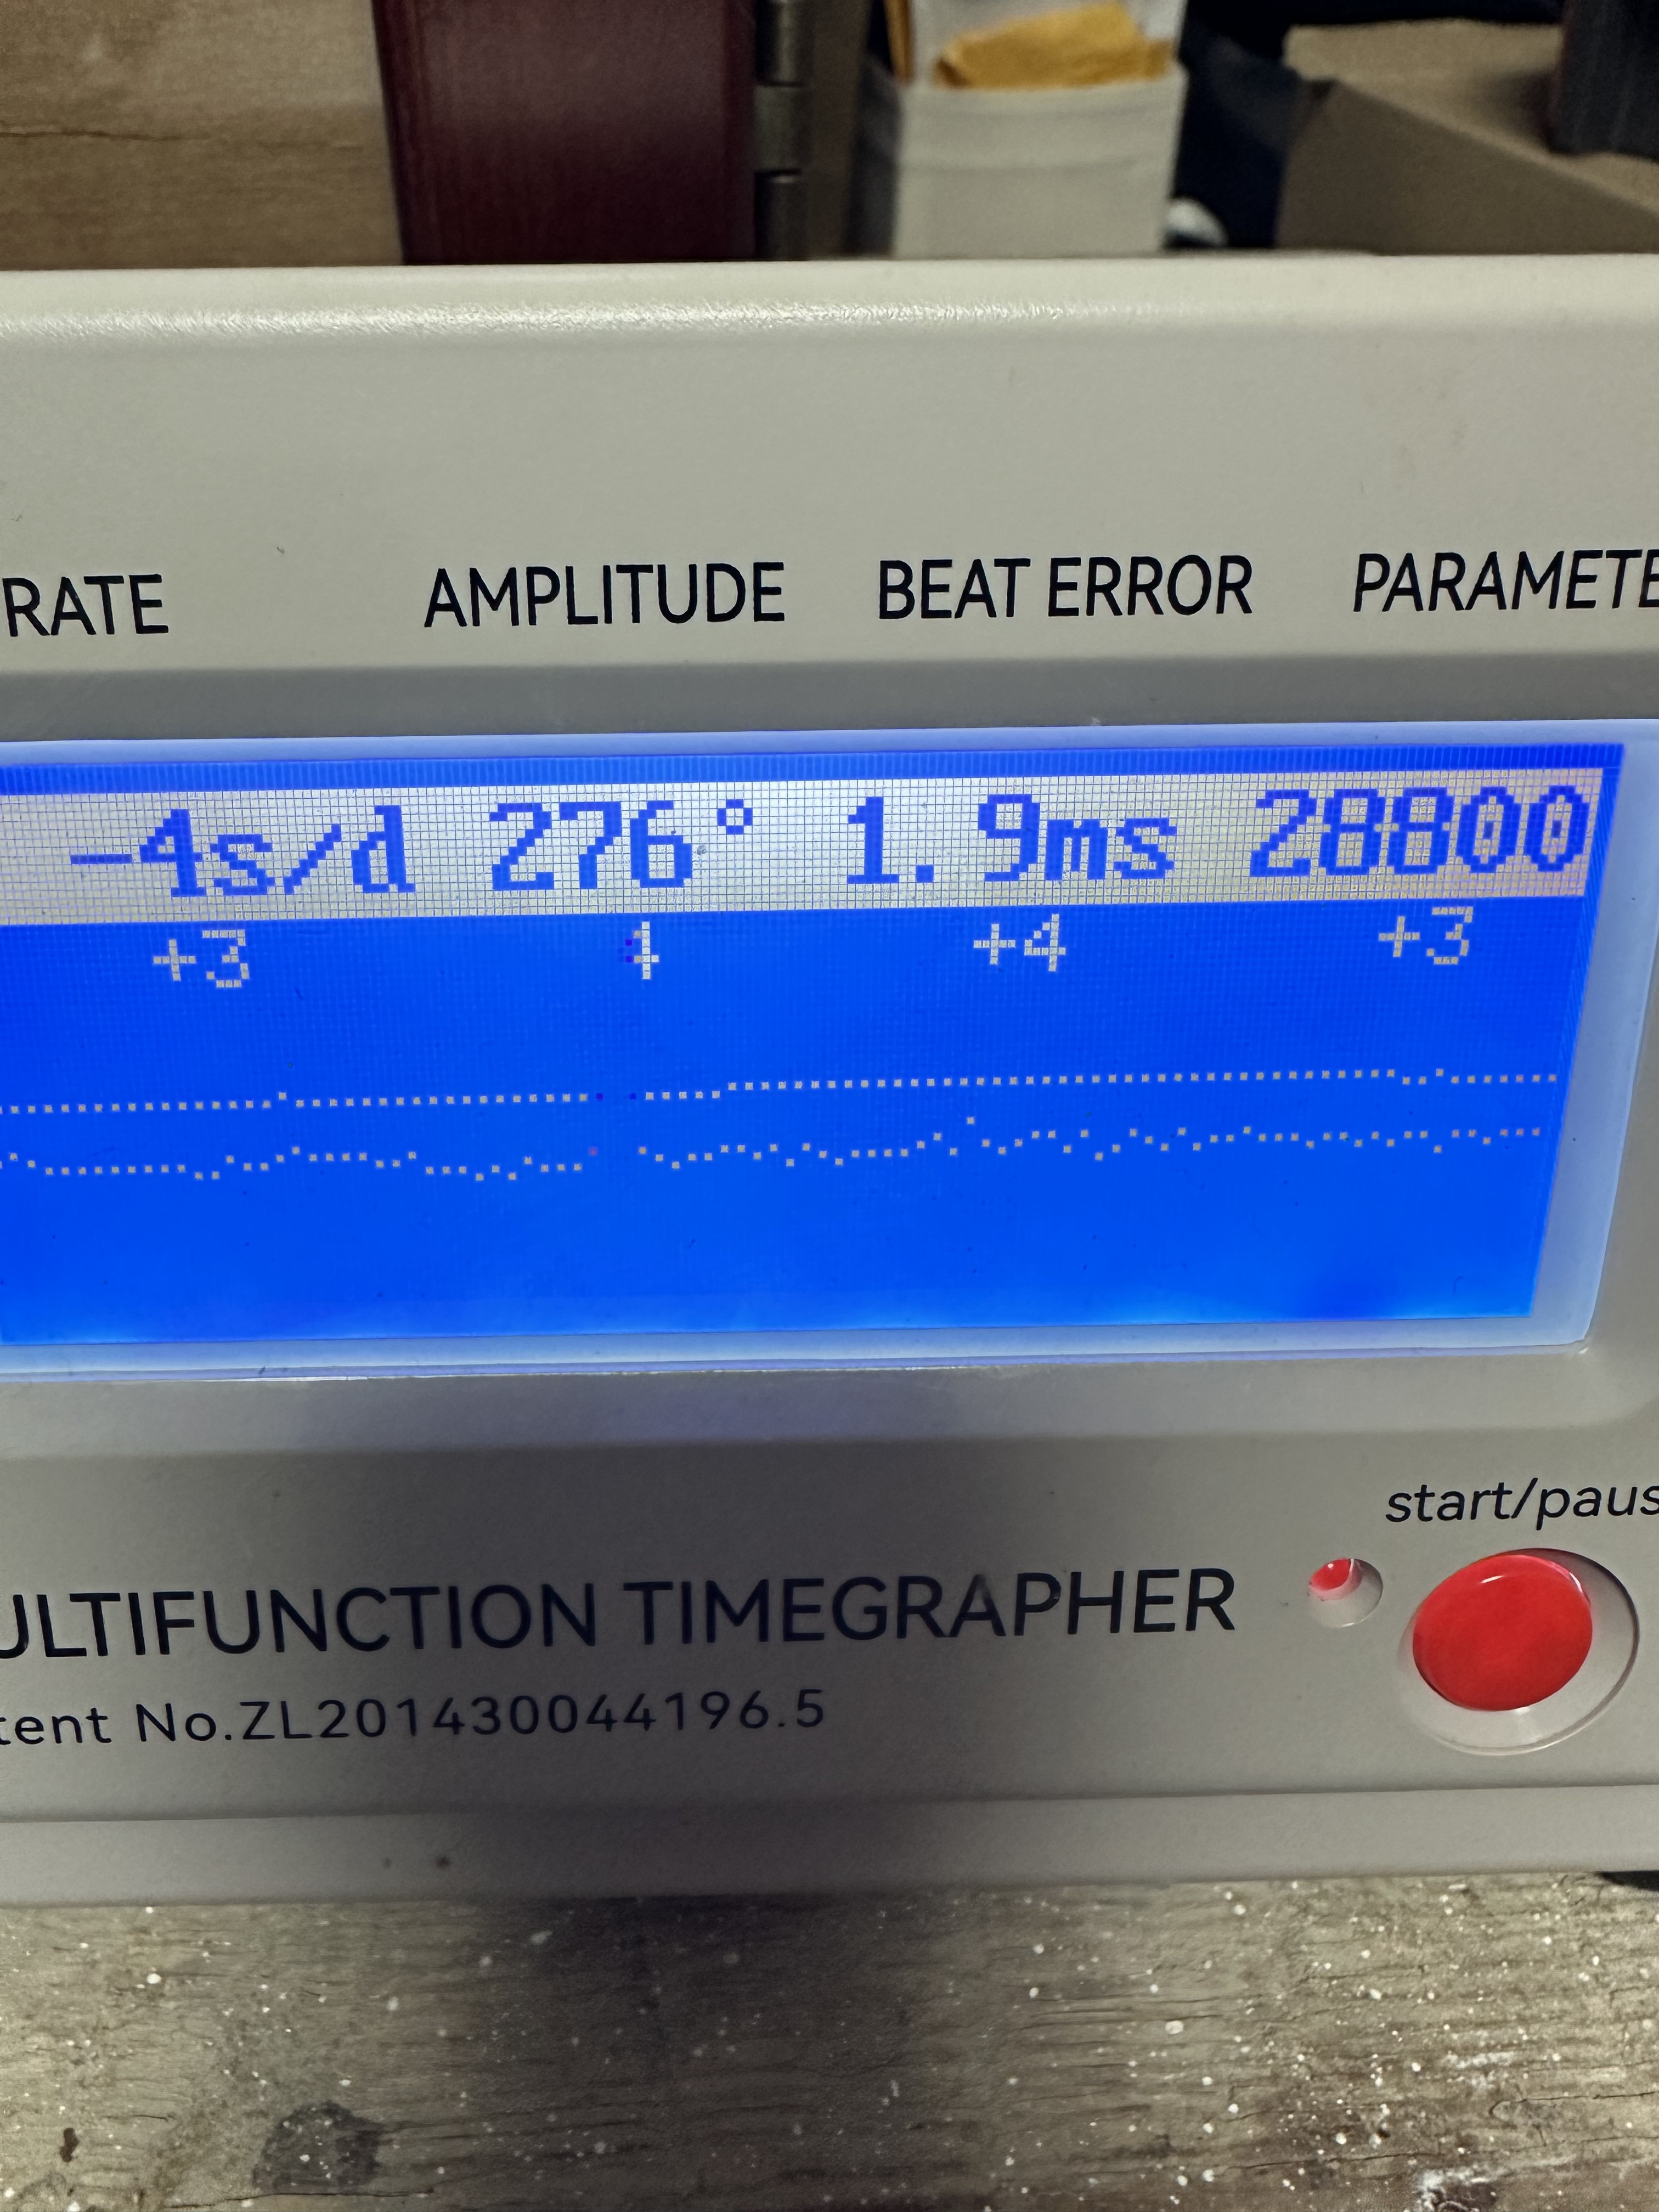 RATE AMPLITUDE BEAT ERROR PARAMETE
-4s/d 276° 1.9ms 28800
+3 +4 +3
start/paus
ULTIFUNCTION TIMEGRAPHER
tent No.ZL201430044196.5